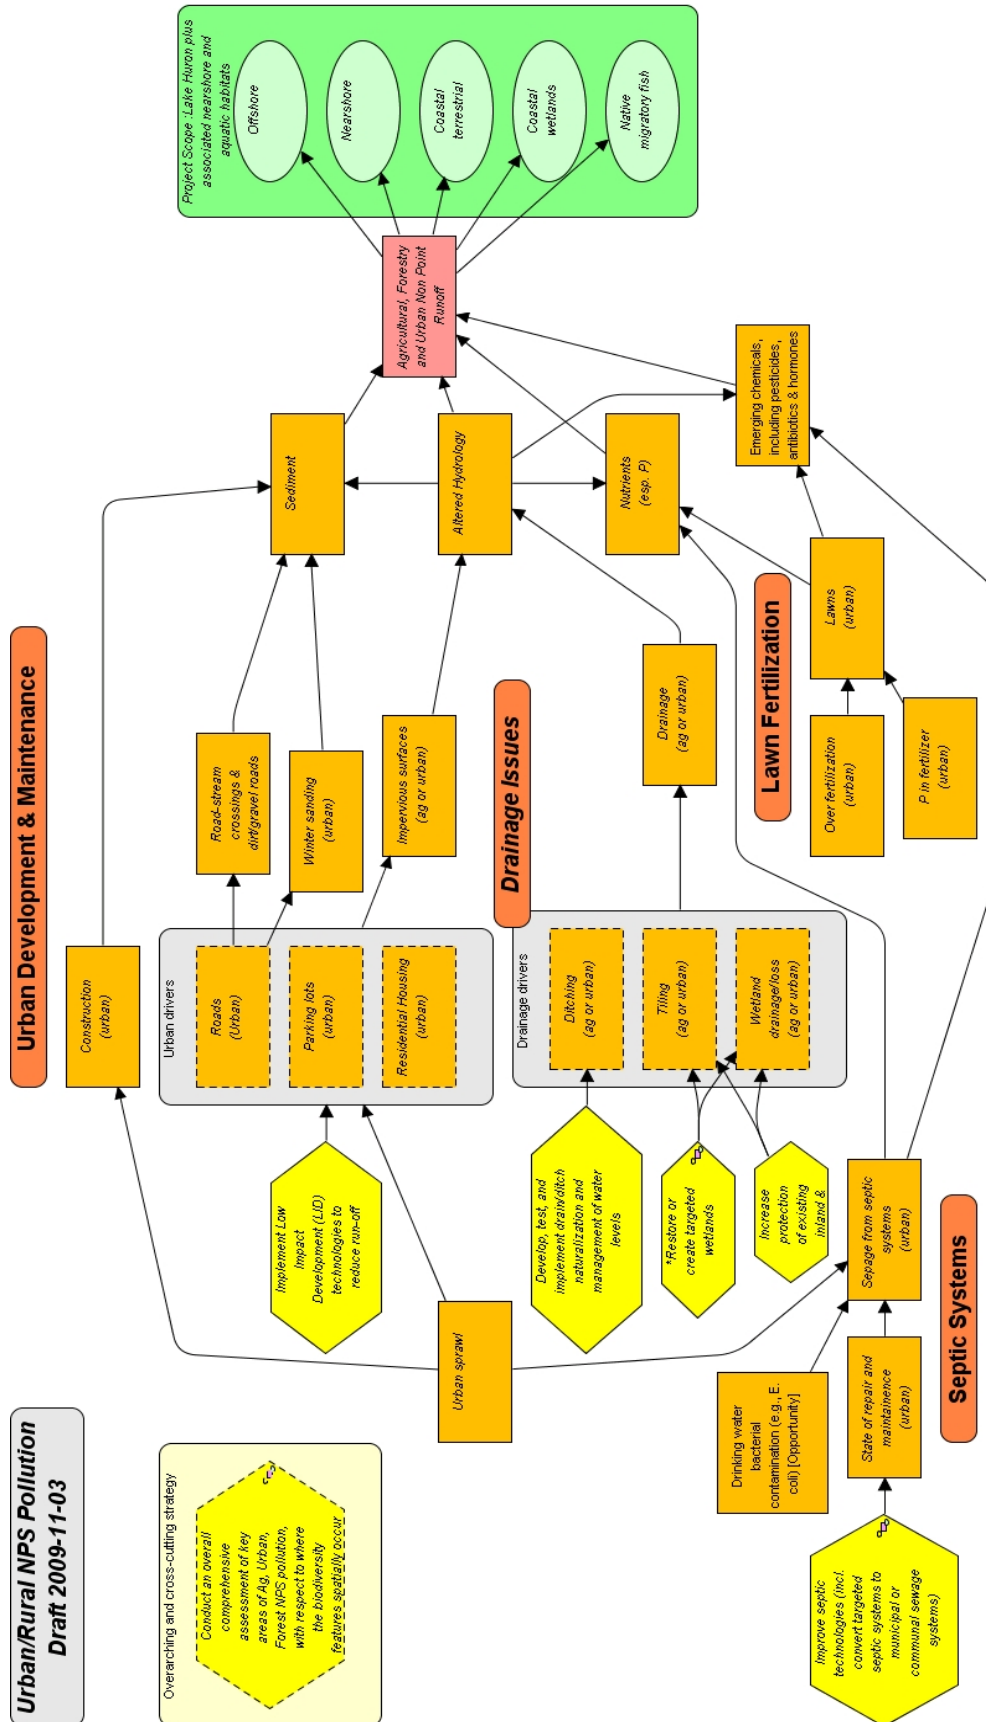 Urban/Rural NPS Pollution
Draft 2009-11-03
Urban Development & Maintenance
Project Scope :Lake Huron plus
associated nearshore and
aquatic habitats
Offshore
Nearshore
Coastal
terrestrial
Coastal
wetlands
Native
migratory fish
Agricultural, Forestry
and Urban Non Point
Runoff
Sediment
Altered Hydrology
Nutrients
(esp. P)
Emerging chemicals,
including pesticides,
antibiotics & hormones
Construction
(urban)
Road-stream
crossings &
dirt/gravel roads
Winter sanding
(urban)
Impervious surfaces
(ag or urban)
Urban drivers
Roads
(Urban)
Parking lots
(urban)
Residential Housing
(urban)
Implement Low
Impact
Development (LID)
technologies to
reduce run-off
Overarching and cross-cutting strategy
Conduct an overall
comprehensive
assessment of key
areas of Ag, Urban,
Forest NPS pollution,
with respect to where
the biodiversity
features spatially occur
Urban sprawl
Drainage Issues
Drainage
(ag or urban)
Drainage drivers
Ditching
(ag or urban)
Tiling
(ag or urban)
Wetland
drainage/loss
(ag or urban)
Develop, test, and
implement drain/ditch
naturalization and
management of water
levels
*Restore or
create targeted
wetlands
Increase
protection
of existing
inland &
Lawn Fertilization
Lawns
(urban)
Over fertilization
(urban)
P in fertilizer
(urban)
Septic Systems
Sepage from septic
systems
(urban)
Drinking water
bacterial
contamination (e.g., E.
coli) [Opportunity]
State of repair and
maintainence
(urban)
Improve septic
technologies (incl.
convert targeted
septic systems to
municipal or
communal sewage
systems)